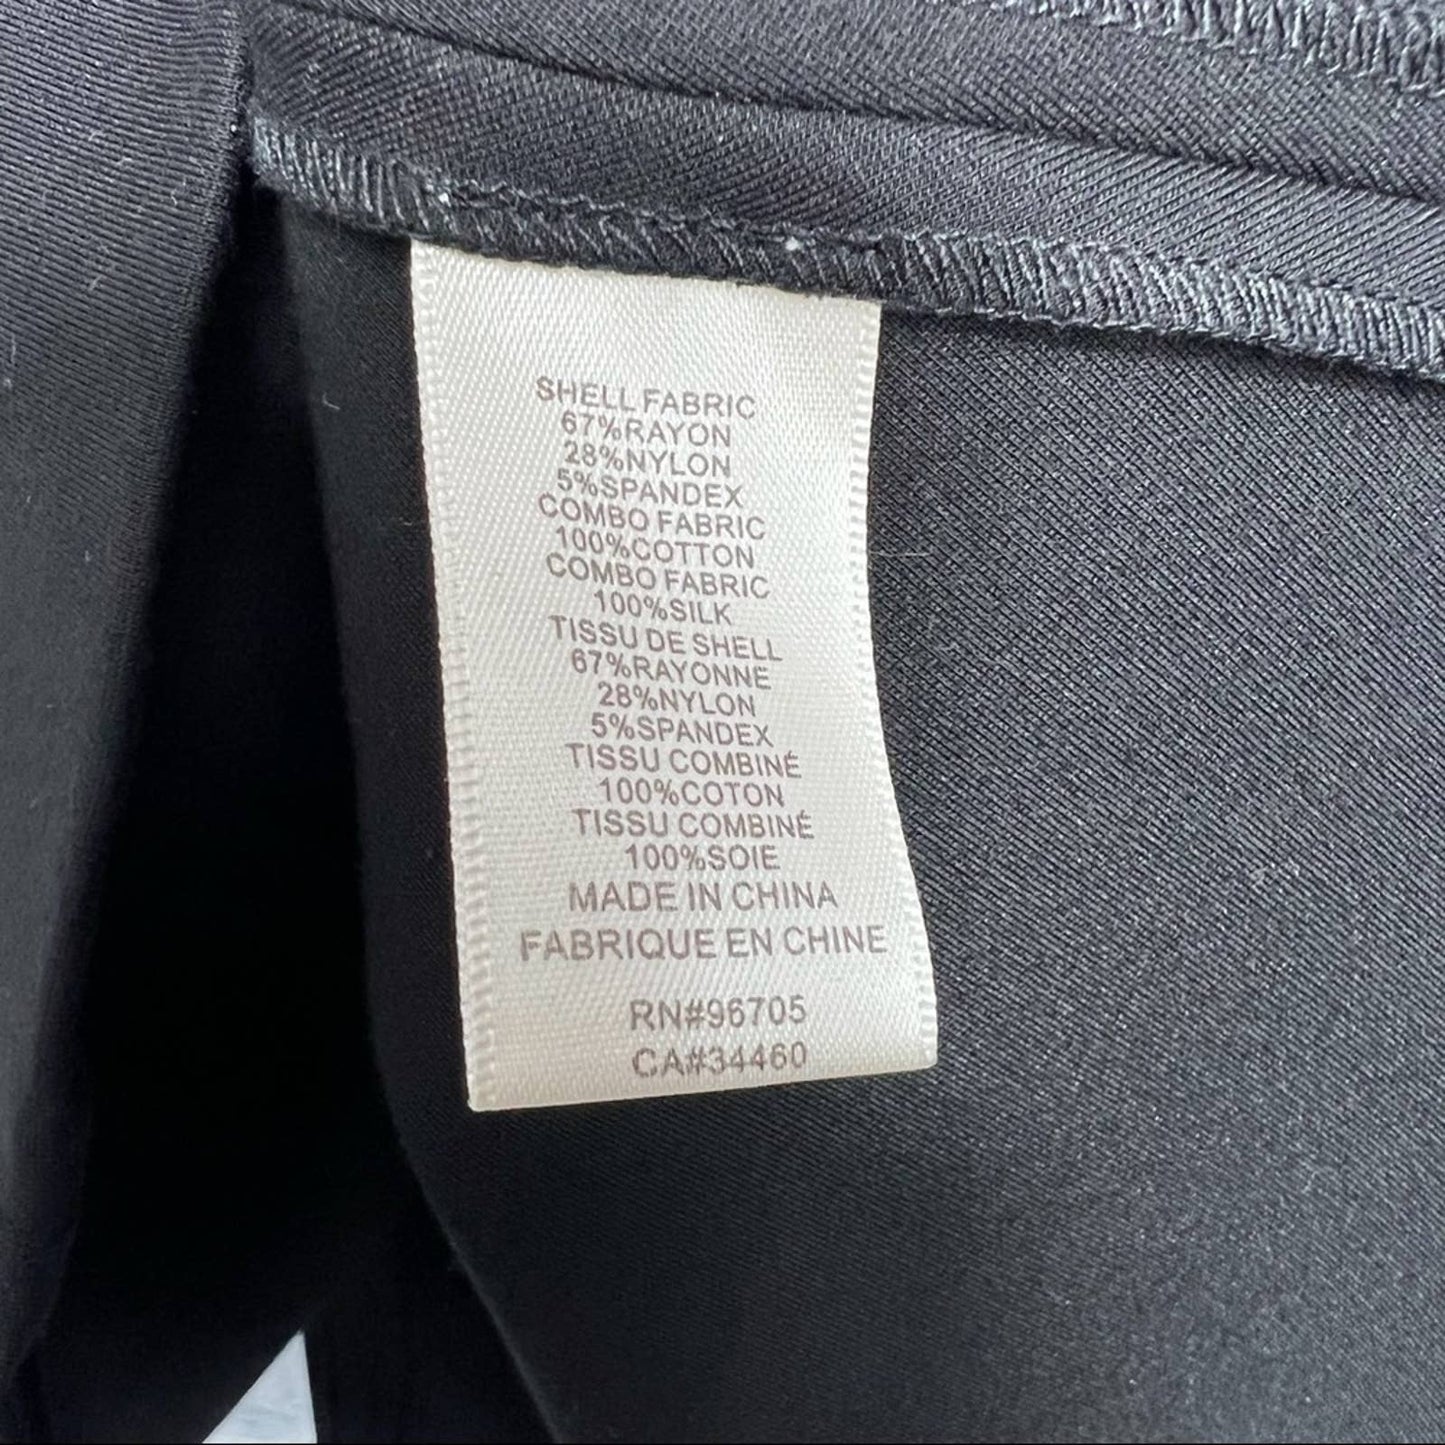 SHELL FABRIC
67%RAYON
28%NYLON
5%SPANDEX
COMBO FABRIC
100%COTTON
COMBO FABRIC
100%SILK
TISSU DE SHELL
67%RAYONNE
28%NYLON
5%SPANDEX
TISSU COMBINÉ
100%COTON
TISSU COMBINÉ
100%SOIE
MADE IN CHINA
FABRIQUE EN CHINE
RN#96705
CA#34460